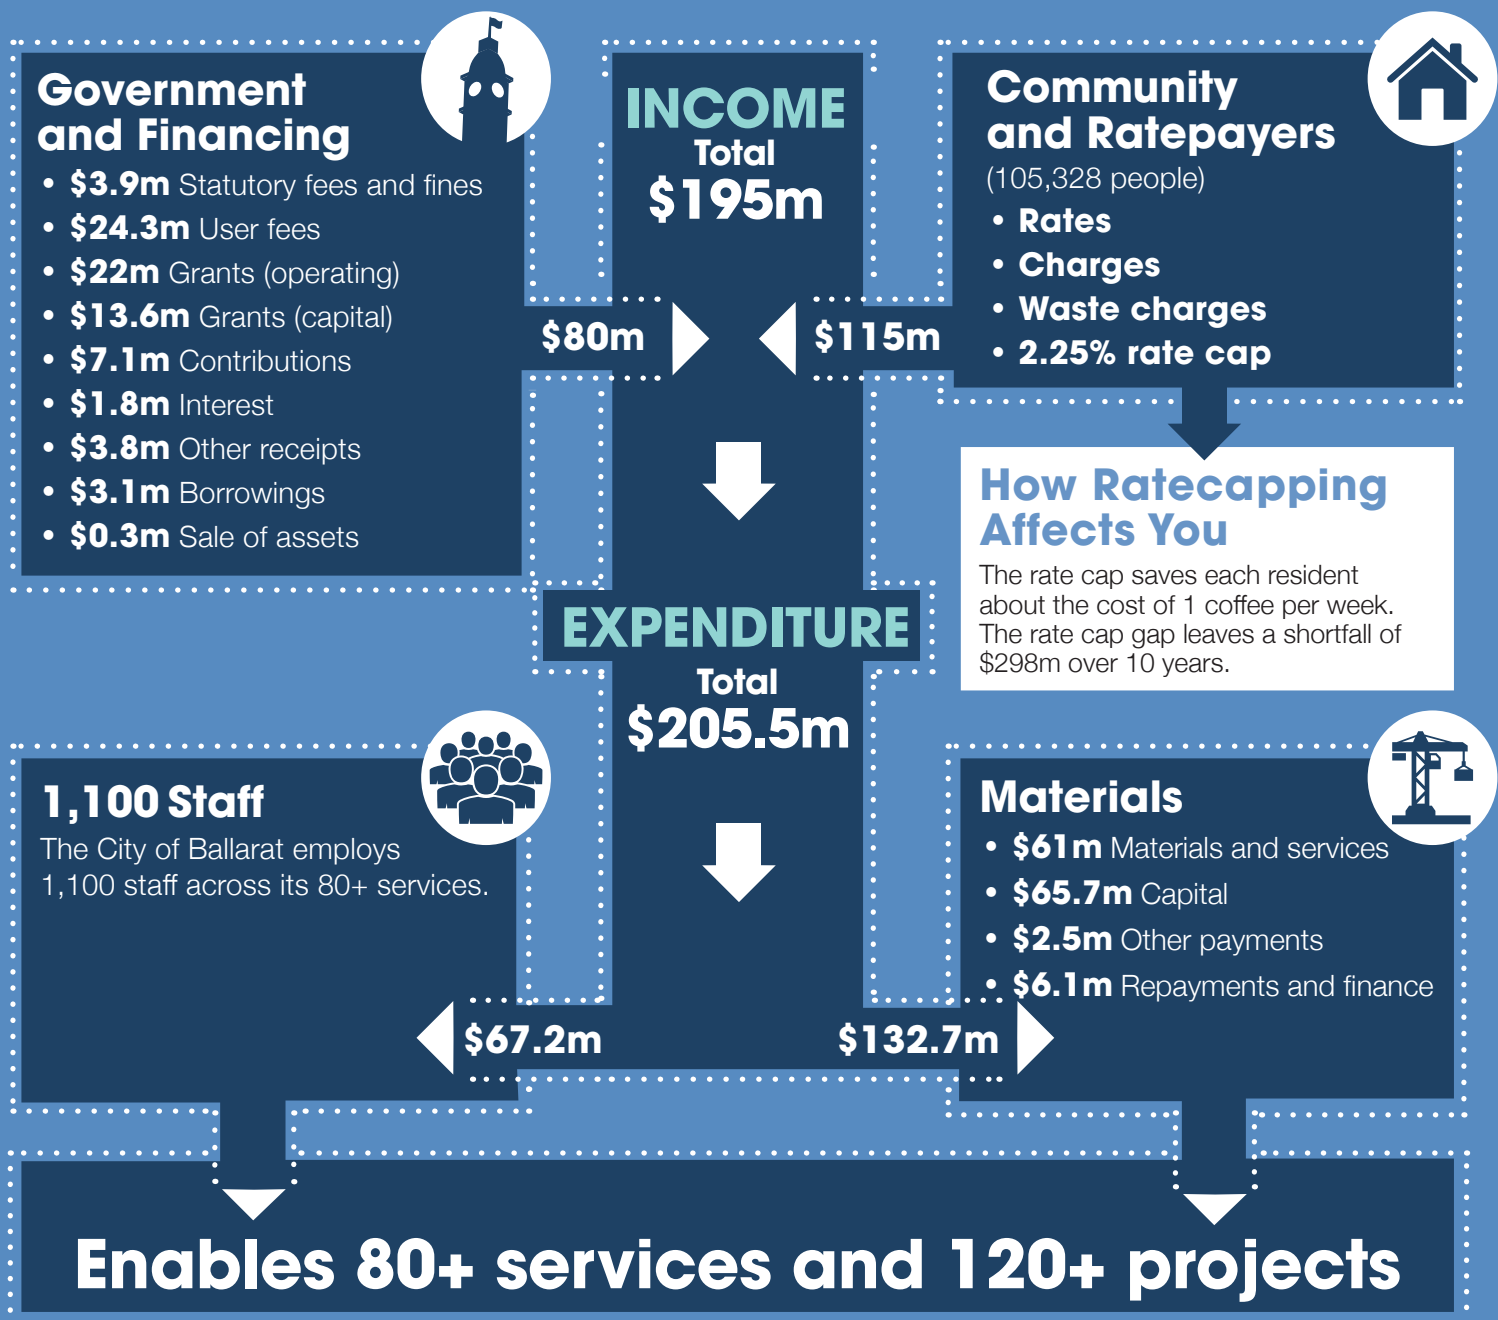 Government
and Financing
• $3.9m Statutory fees and fines
• $24.3m User fees
• $22m Grants (operating)
• $13.6m Grants (capital)
• $7.1m Contributions
• $1.8m Interest
• $3.8m Other receipts
• $3.1m Borrowings
• $0.3m Sale of assets
$80m
INCOME
Total
$195m
Community
and Ratepayers
(105,328 people)
• Rates
• Charges
• Waste charges
• 2.25% rate cap
$115m
How Ratecapping
Affects You
The rate cap saves each resident
about the cost of 1 coffee per week.
The rate cap gap leaves a shortfall of
$298m over 10 years.
EXPENDITURE
Total
$205.5m
1,100 Staff
The City of Ballarat employs
1,100 staff across its 80+ services.
$67.2m
Materials
• $61m Materials and services
• $65.7m Capital
• $2.5m Other payments
• $6.1m Repayments and finance
$132.7m
Enables 80+ services and 120+ projects